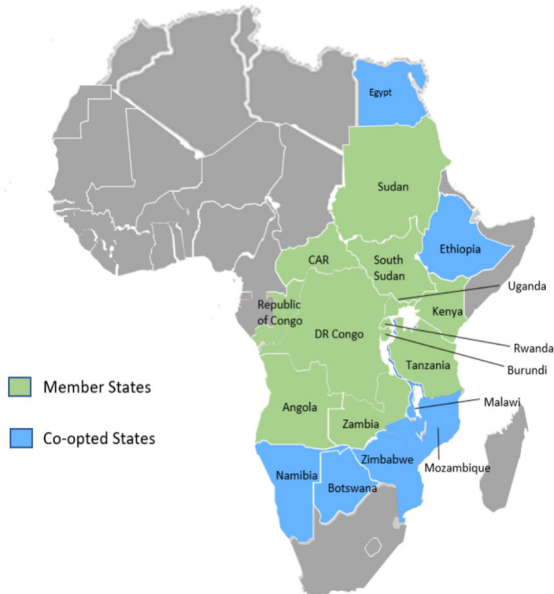 Egypt
Sudan
Ethiopia
CAR
South
Sudan
Uganda
Republic
of Congo
Kenya
DR Congo
Rwanda
Tanzania
Burundi
Member States
Malawi
Angola
Zambia
Co-opted States
Zimbabwe
Mozambique
Namibia
Botswana